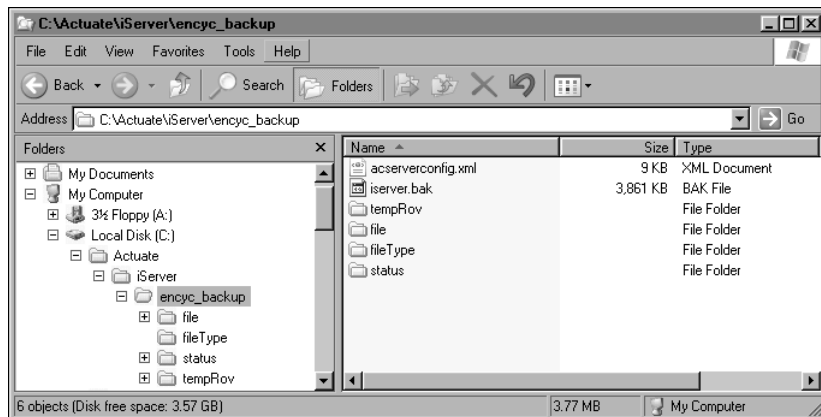 C:\Actuate\iServer\encyc_backup
File Edit View Favorites Tools Help
Back Search Folders
Address C:\Actuate\iServer\encyc_backup Go
Folders x
My Documents
My Computer
3½ Floppy (A:)
Local Disk (C:)
Actuate
iServer
encyc_backup
file
fileType
status
tempRov
Name Size Type
acserverconfig.xml 9 KB XML Document
iserver.bak 3,861 KB BAK File
tempRov File Folder
file File Folder
fileType File Folder
status File Folder
6 objects (Disk free space: 3.57 GB) 3.77 MB My Computer